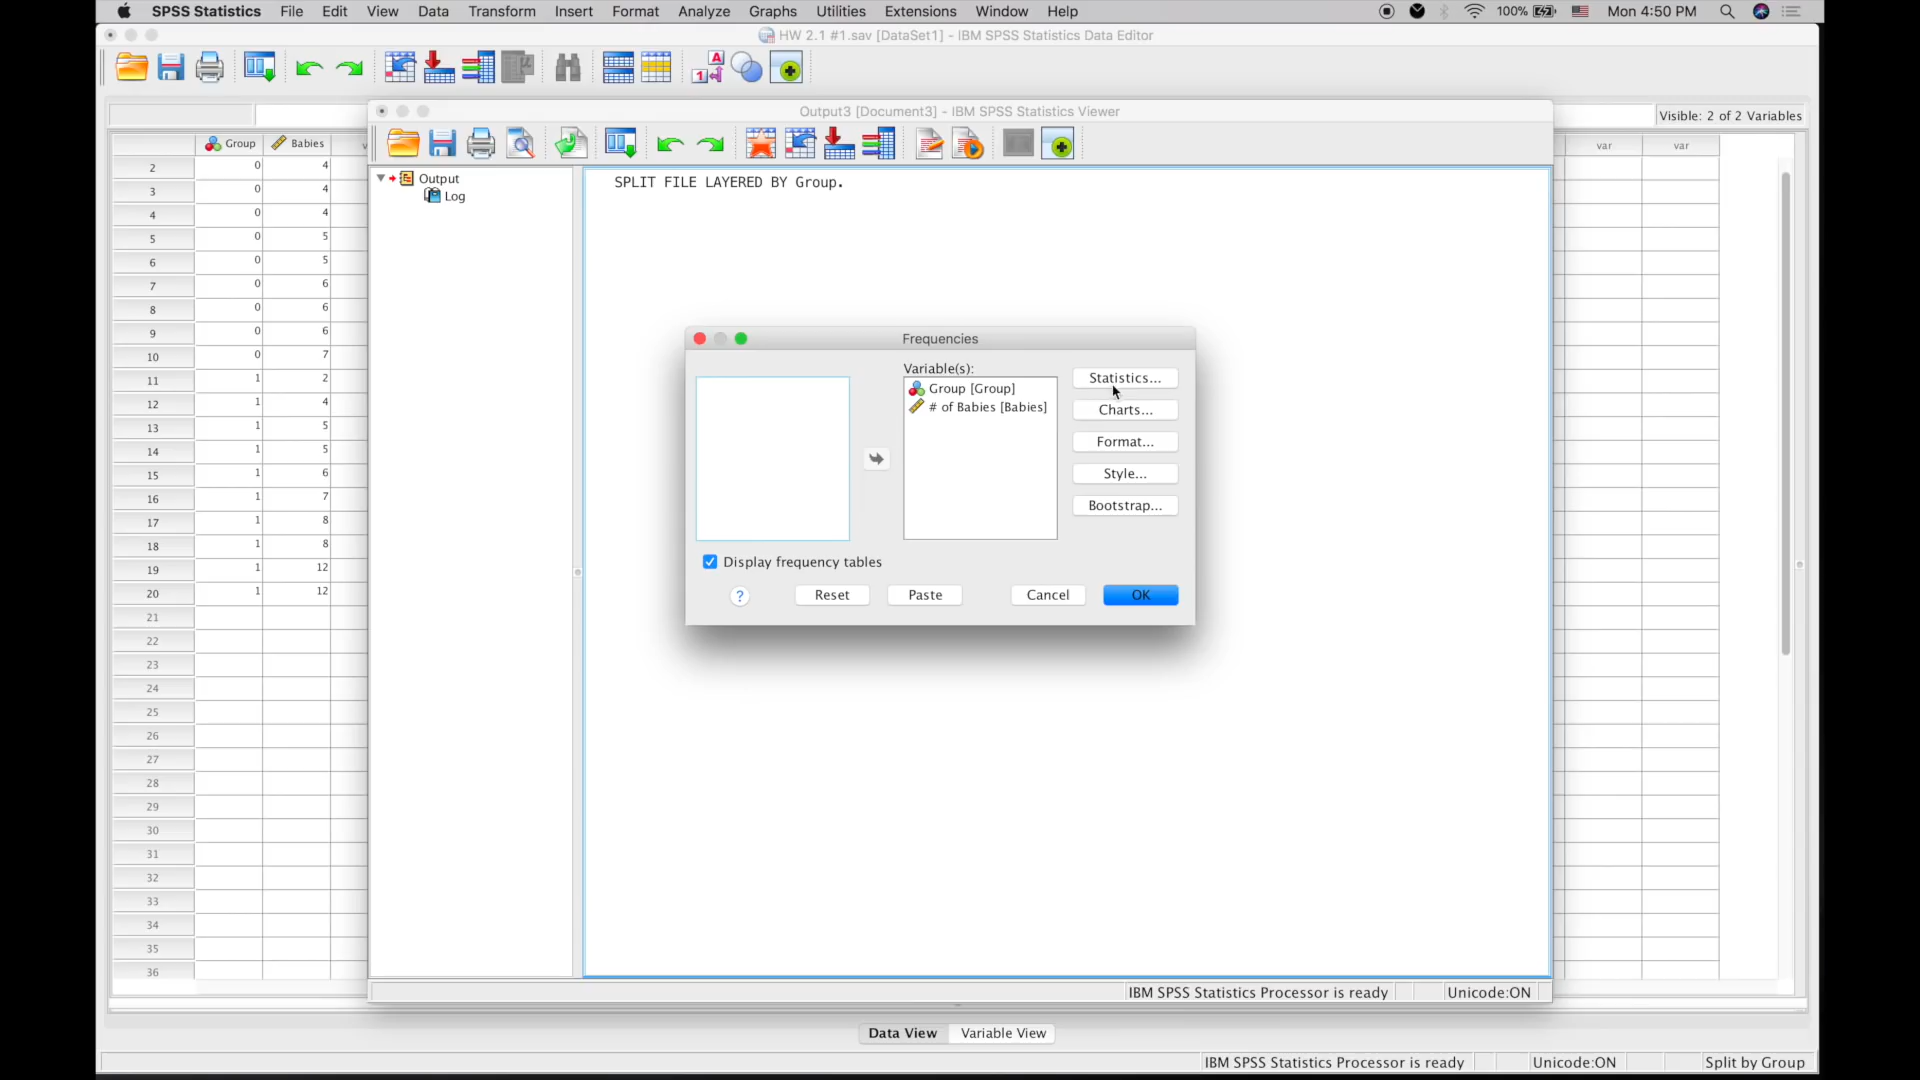 SPSS Statistics File Edit View Data Transform Insert Format Analyze Graphs Utilities Extensions Window Help 100% Mon 4:50 PM
HW 2.1 #1.sav [DataSet1] - IBM SPSS Statistics Data Editor
Visible: 2 of 2 Variables
Group Babies var var
2 0 4
3 0 4
4 0 4
5 0 5
6 0 5
7 0 6
8 0 6
9 0 6
10 0 7
11 1 2
12 1 4
13 1 5
14 1 5
15 1 6
16 1 7
17 1 8
18 1 8
19 1 12
20 1 12
21
22
23
24
25
26
27
28
29
30
31
32
33
34
35
36
Output3 [Document3] - IBM SPSS Statistics Viewer
Output
Log
SPLIT FILE LAYERED BY Group.
Frequencies
Variable(s):
Group [Group]
# of Babies [Babies]
Statistics...
Charts...
Format...
Style...
Bootstrap...
Display frequency tables
? Reset Paste Cancel OK
IBM SPSS Statistics Processor is ready Unicode:ON
Data View Variable View
IBM SPSS Statistics Processor is ready Unicode:ON Split by Group